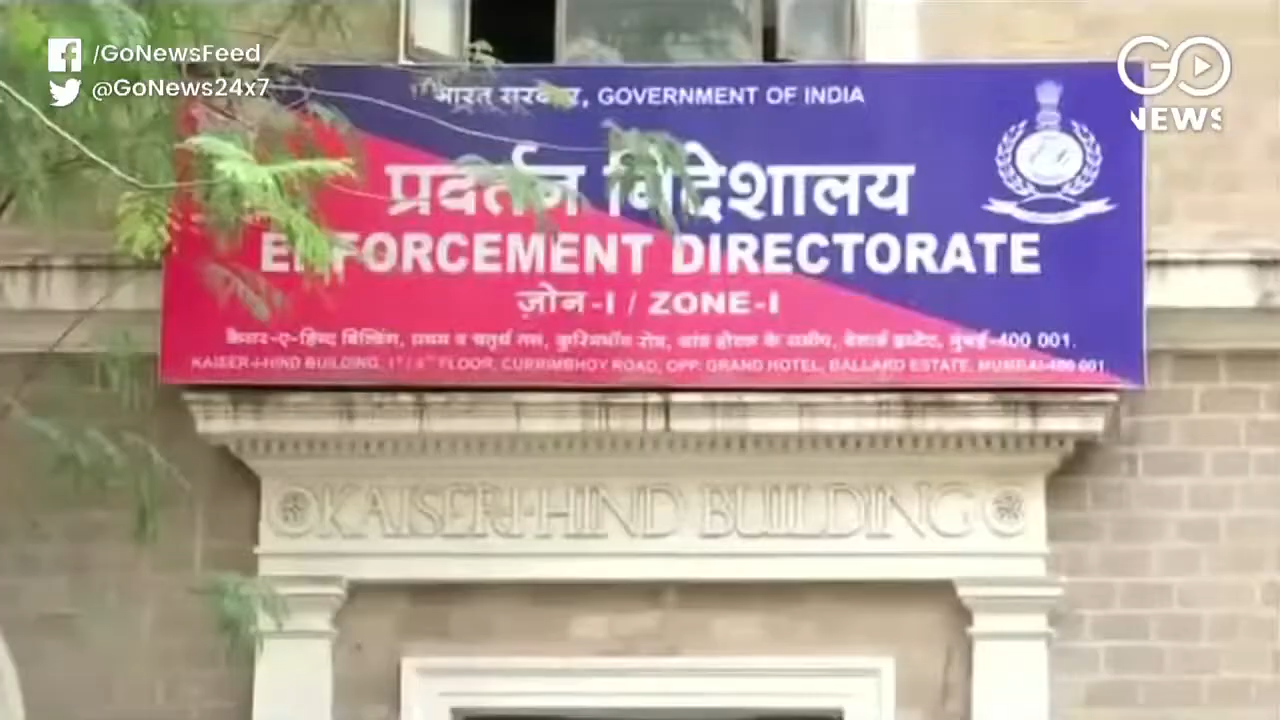 /GoNewsFeed
@GoNews24x7
GO
NEWS
भारत सरकार, GOVERNMENT OF INDIA
प्रवर्तन निदेशालय
ENFORCEMENT DIRECTORATE
ज़ोन-I / ZONE-I
कैसर-ए-हिन्द बिल्डिंग, प्रथम व चतुर्थ तल, कुरिमभॉय रोड, ग्रांड होटल के समीप, बेलार्ड इस्टेट, मुंबई-400 001.
KAISER-I-HIND BUILDING, 1ST/4TH FLOOR, CURRIMBHOY ROAD, OPP. GRAND HOTEL, BALLARD ESTATE, MUMBAI-400 001.
KAISER-I-HIND BUILDING